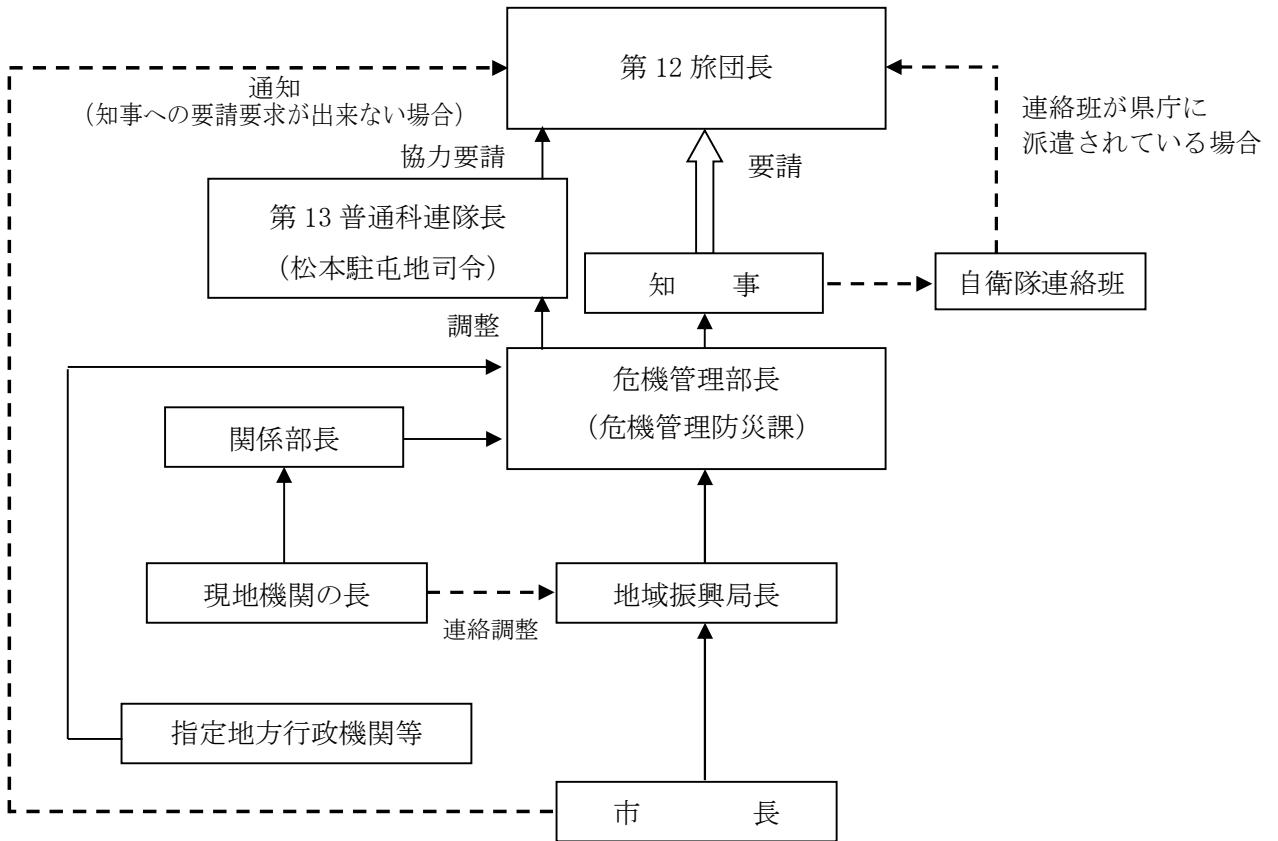 第 12 旅団長
通知
（知事への要請要求が出来ない場合）
連絡班が県庁に
派遣されている場合
協力要請
要請
第 13 普通科連隊長
（松本駐屯地司令）
知　　事
自衛隊連絡班
調整
危機管理部長
（危機管理防災課）
関係部長
現地機関の長
連絡調整
地域振興局長
指定地方行政機関等
市　　　　長